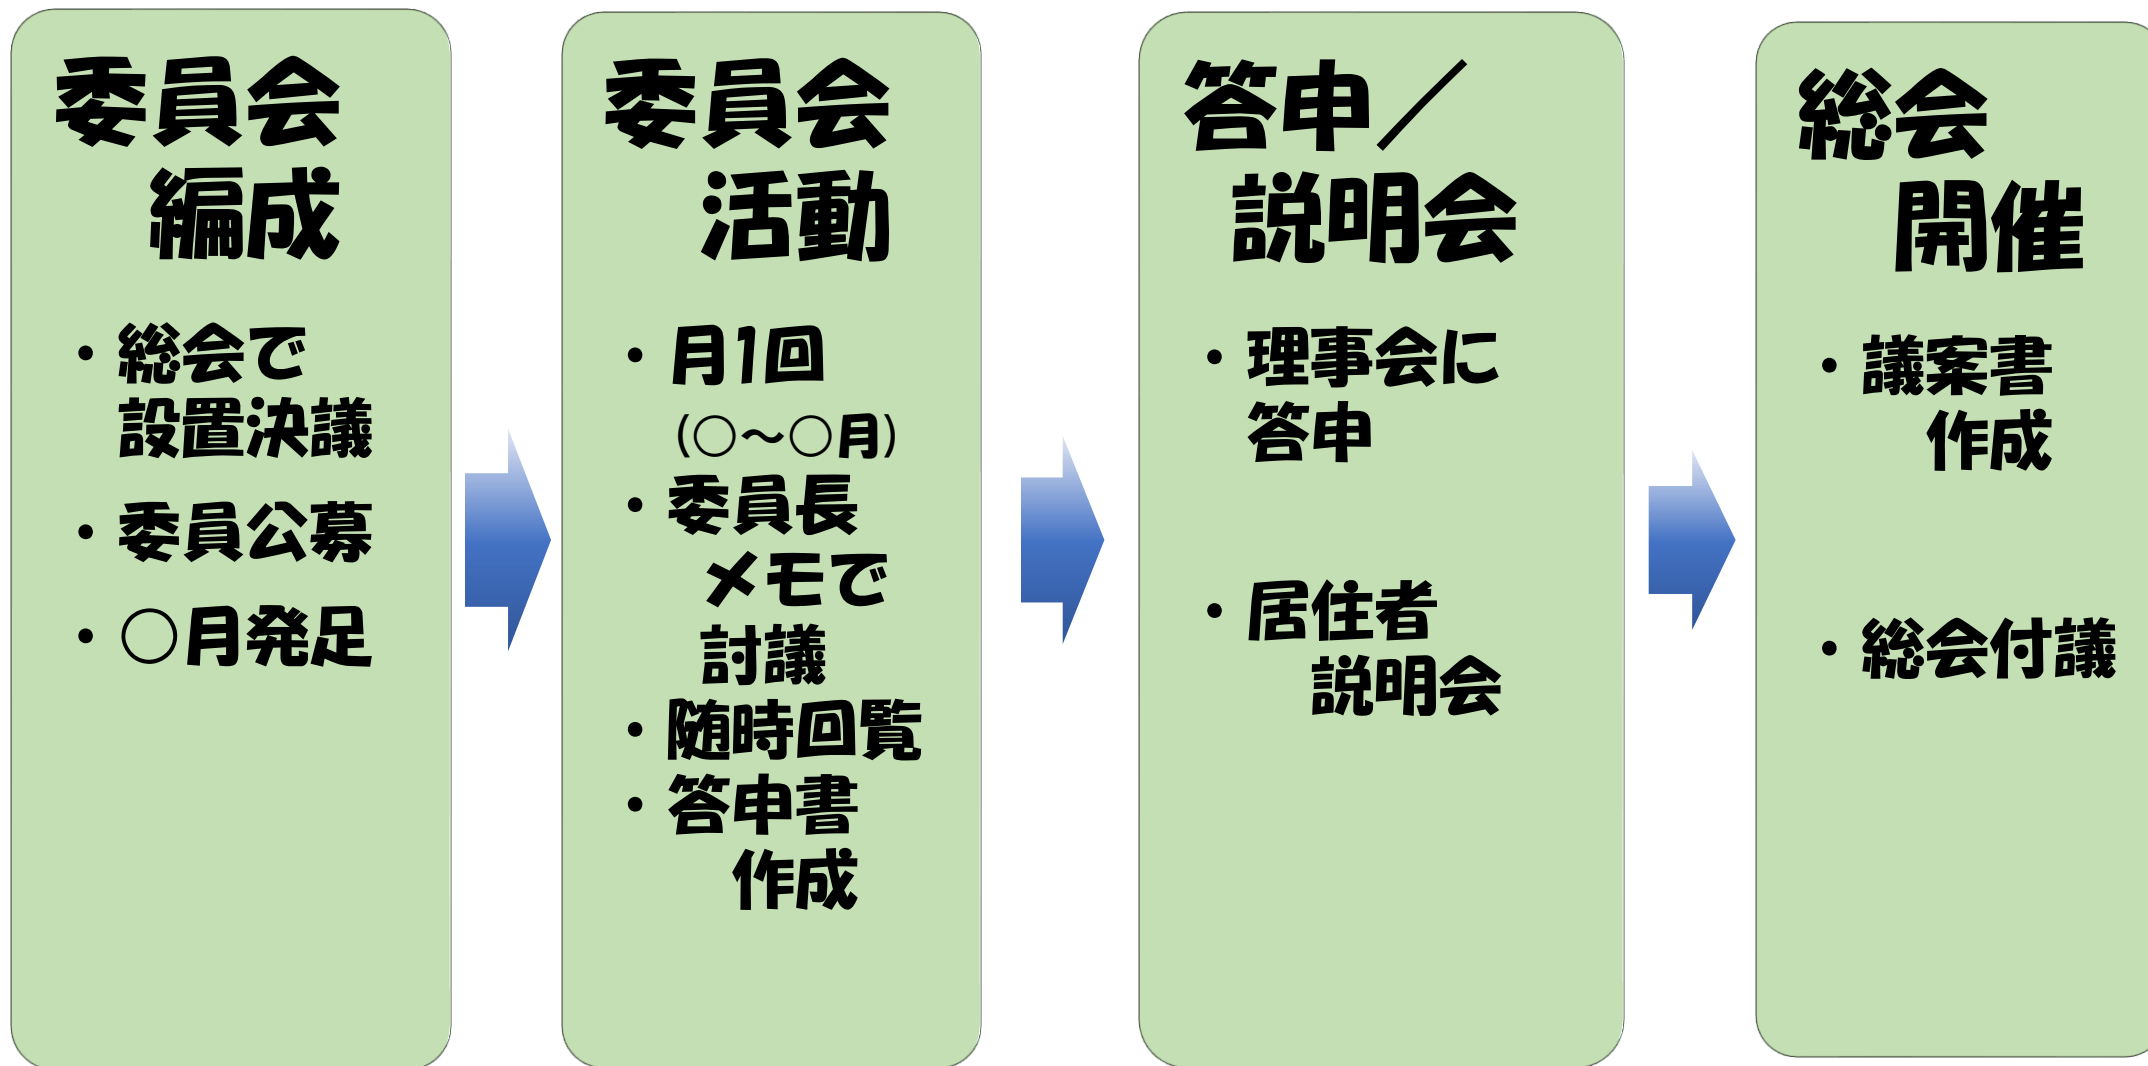 委員会
編成
・総会で
設置決議
・委員公募
・○月発足
委員会
活動
・月1回
(○～○月)
・委員長
メモで
討議
・随時回覧
・答申書
作成
答申／
説明会
・理事会に
答申
・居住者
説明会
総会
開催
・議案書
作成
・総会付議